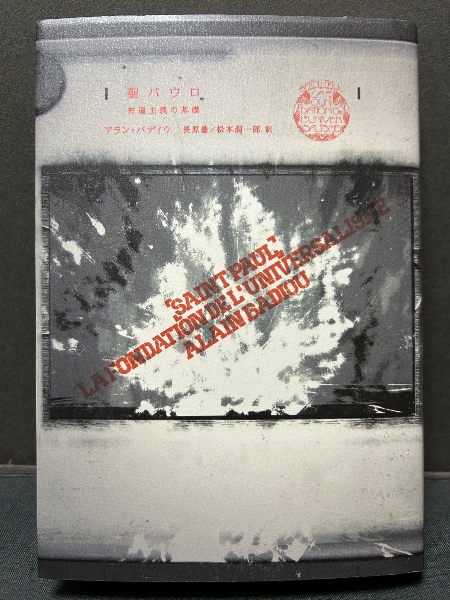 聖パウロ
普遍主義の基礎
アラン・バディウ 長原豊/松本潤一郎 訳
"SAINT PAUL"
LA FONDATION DE L'UNIVERSALISME
ALAIN BADIOU